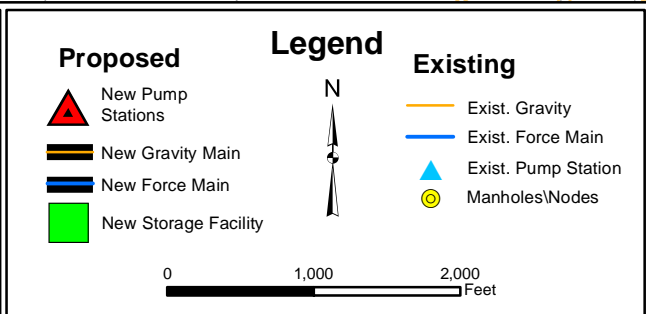 Legend
Proposed
New Pump
Stations
New Gravity Main
New Force Main
New Storage Facility
N
Existing
Exist. Gravity
Exist. Force Main
Exist. Pump Station
Manholes\Nodes
0 1,000 2,000
Feet